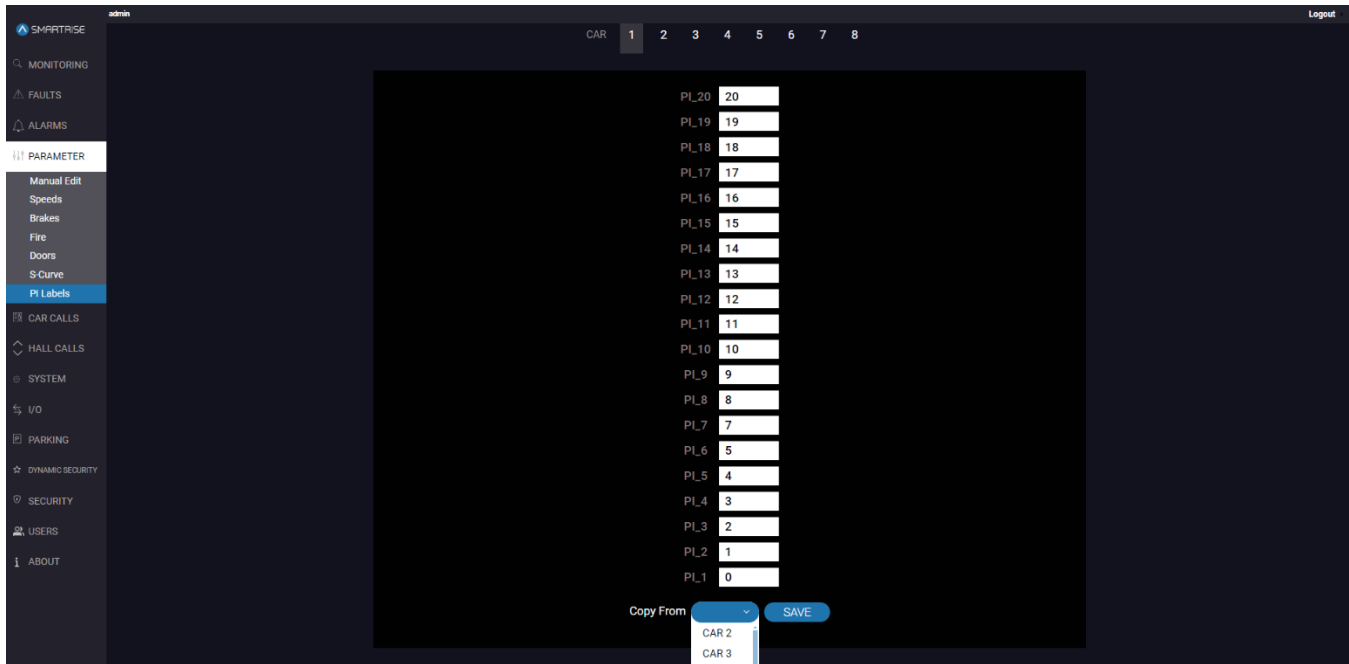 admin
Logout
SMARTRISE
CAR 1 2 3 4 5 6 7 8
MONITORING
FAULTS
ALARMS
PARAMETER
Manual Edit
Speeds
Brakes
Fire
Doors
S-Curve
PI Labels
CAR CALLS
HALL CALLS
SYSTEM
I/O
PARKING
DYNAMIC SECURITY
SECURITY
USERS
ABOUT
PI_20 20
PI_19 19
PI_18 18
PI_17 17
PI_16 16
PI_15 15
PI_14 14
PI_13 13
PI_12 12
PI_11 11
PI_10 10
PI_9 9
PI_8 8
PI_7 7
PI_6 5
PI_5 4
PI_4 3
PI_3 2
PI_2 1
PI_1 0
Copy From SAVE
CAR 2
CAR 3